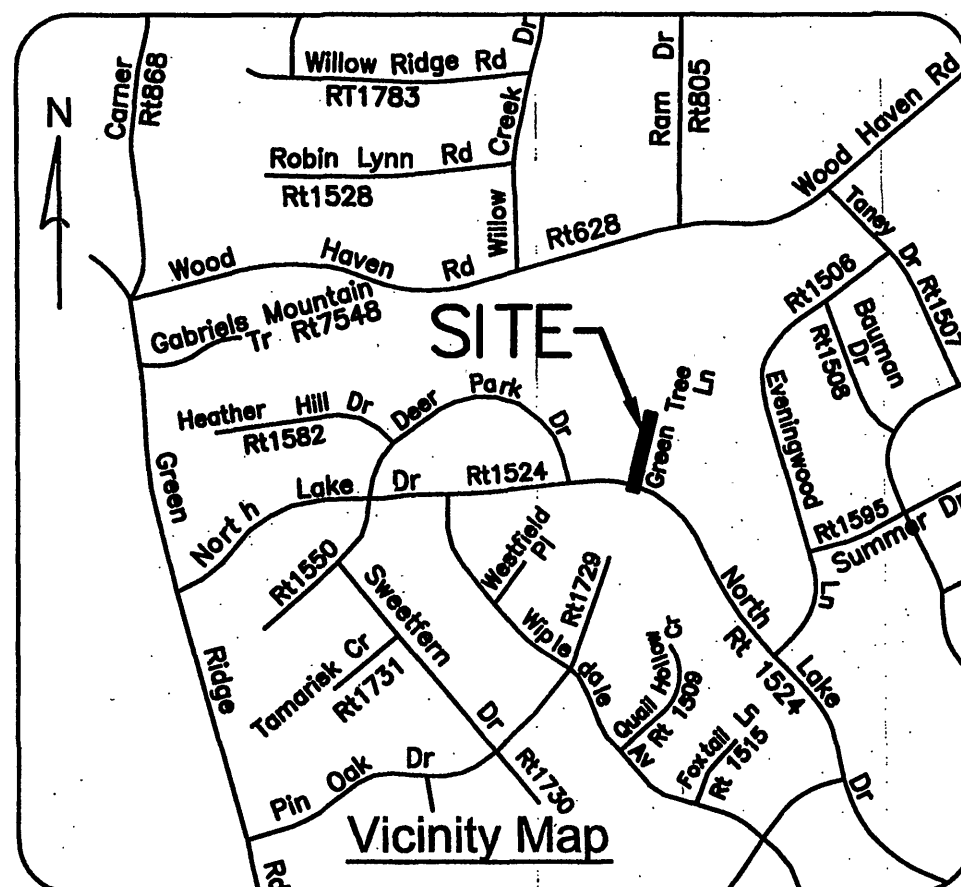 N
Carner
Rt868
Willow Ridge Rd
RT1783
Robin Lynn Rd
Rt1528
Willow Creek Dr
Ram Dr
Rt805
Wood Haven Rd
Rt628
Wood Haven Rd
Taney Dr
Rt1507
Rt1506
Bauman Dr
Rt1508
Gabriels Mountain
Tr Rt7548
SITE
Green Tree
Ln
Heather Hill Dr
Rt1582
Deer Park Dr
Eveningwood Ln
Rt1595
Summer Dr
North Lake Dr
Rt1524
Green Ridge Rd
Rt1550
Westfield
Pl
Rt1729
Sweetfern Dr
Rt1730
Wiple dale Av
North Lake Dr
Rt 1524
Tamariek Cr
Rt1731
Quail Hollow Cr
Rt 1509
Foxtail Ln
Rt 1515
Pin Oak Dr
Vicinity Map